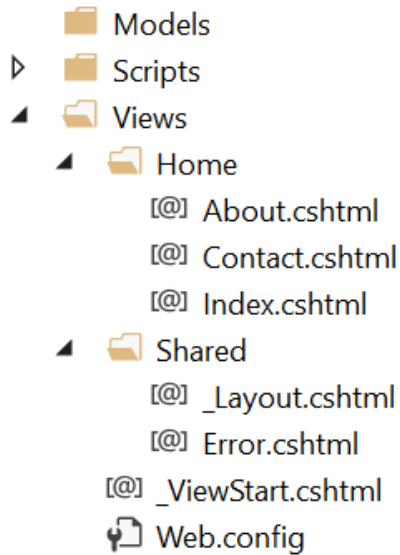 Models
Scripts
Views
Home
[@] About.cshtml
[@] Contact.cshtml
[@] Index.cshtml
Shared
[@] _Layout.cshtml
[@] Error.cshtml
[@] _ViewStart.cshtml
Web.config